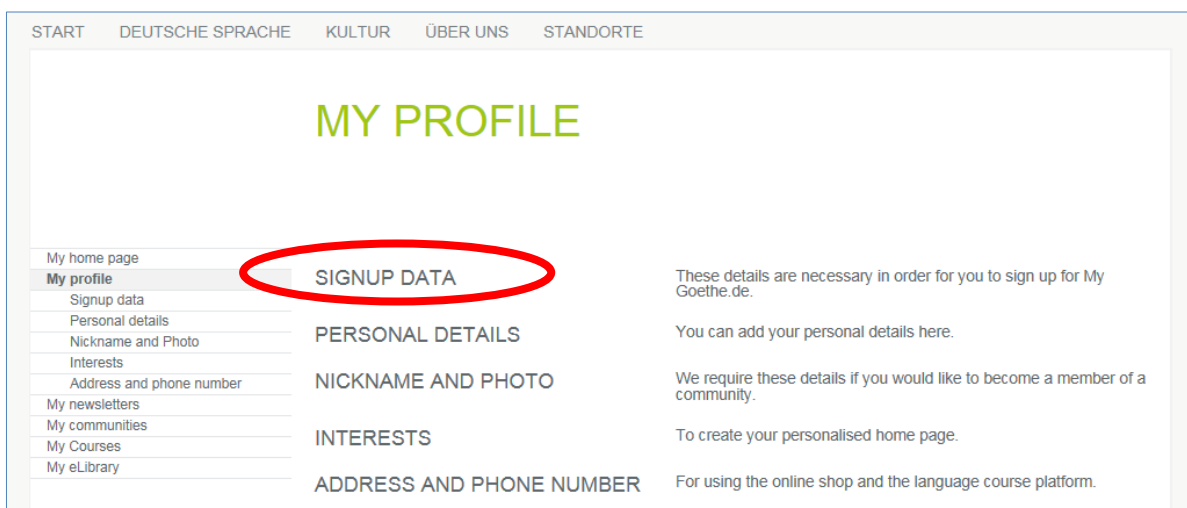 START DEUTSCHE SPRACHE KULTUR ÜBER UNS STANDORTE
MY PROFILE
My home page
My profile
Signup data
Personal details
Nickname and Photo
Interests
Address and phone number
My newsletters
My communities
My Courses
My eLibrary
SIGNUP DATA
These details are necessary in order for you to sign up for My
Goethe.de.
PERSONAL DETAILS
You can add your personal details here.
NICKNAME AND PHOTO
We require these details if you would like to become a member of a
community.
INTERESTS
To create your personalised home page.
ADDRESS AND PHONE NUMBER
For using the online shop and the language course platform.